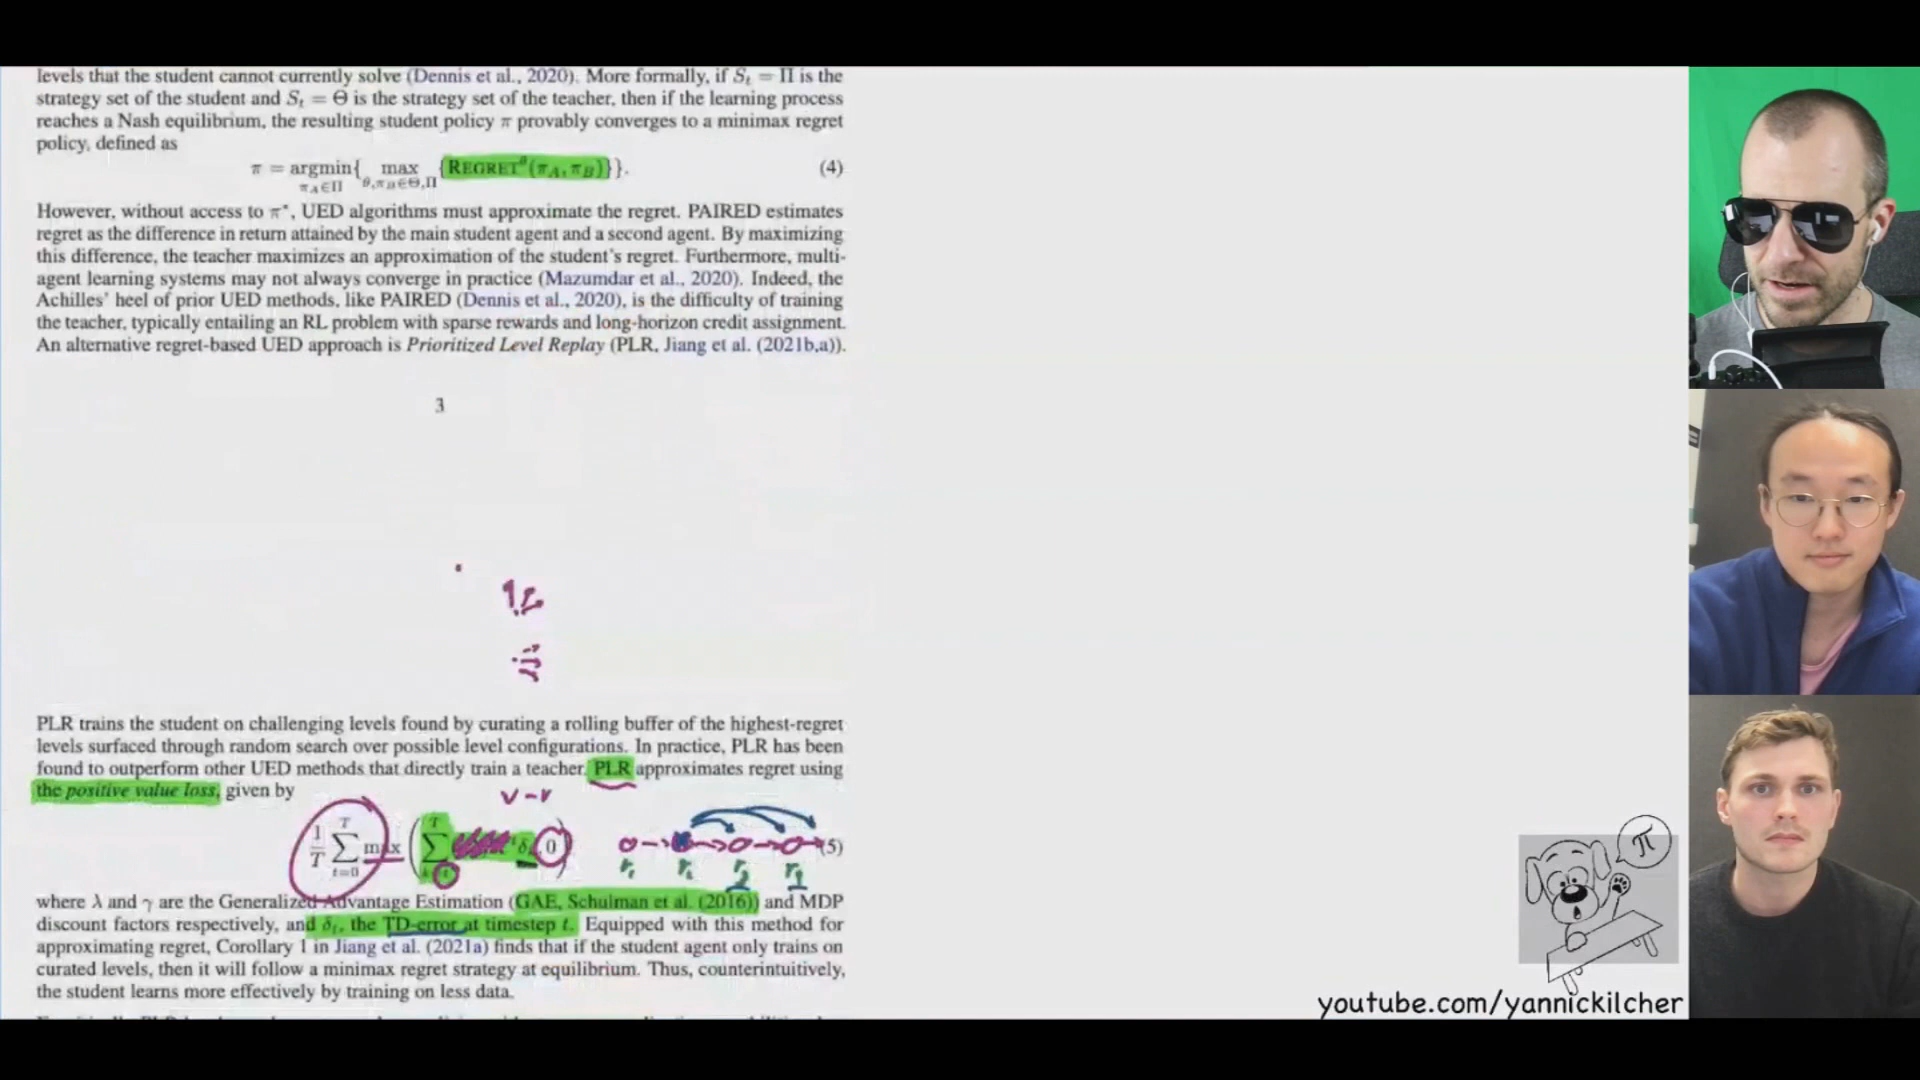 levels that the student cannot currently solve (Dennis et al., 2020). More formally, if Sₜ = Π is the
strategy set of the student and Sₜ = Θ is the strategy set of the teacher, then if the learning process
reaches a Nash equilibrium, the resulting student policy π provably converges to a minimax regret
policy, defined as
π = argmin{ max {REGRET^θ(π_A, π_B)}}. (4)
π_A∈Π θ,π_B∈Θ,Π
However, without access to π*, UED algorithms must approximate the regret. PAIRED estimates
regret as the difference in return attained by the main student agent and a second agent. By maximizing
this difference, the teacher maximizes an approximation of the student's regret. Furthermore, multi-
agent learning systems may not always converge in practice (Mazumdar et al., 2020). Indeed, the
Achilles' heel of prior UED methods, like PAIRED (Dennis et al., 2020), is the difficulty of training
the teacher, typically entailing an RL problem with sparse rewards and long-horizon credit assignment.
An alternative regret-based UED approach is Prioritized Level Replay (PLR, Jiang et al. (2021b,a)).
3
PLR trains the student on challenging levels found by curating a rolling buffer of the highest-regret
levels surfaced through random search over possible level configurations. In practice, PLR has been
found to outperform other UED methods that directly train a teacher. PLR approximates regret using
the positive value loss, given by
v - r
1/T ∑ max ( ∑ δ 0 ) (5)
t=0 T T
r₁ r₂ r₁
where λ and γ are the Generalized Advantage Estimation (GAE, Schulman et al. (2016)) and MDP
discount factors respectively, and δₜ, the TD-error at timestep t. Equipped with this method for
approximating regret, Corollary 1 in Jiang et al. (2021a) finds that if the student agent only trains on
curated levels, then it will follow a minimax regret strategy at equilibrium. Thus, counterintuitively,
the student learns more effectively by training on less data.
π
youtube.com/yannickilcher